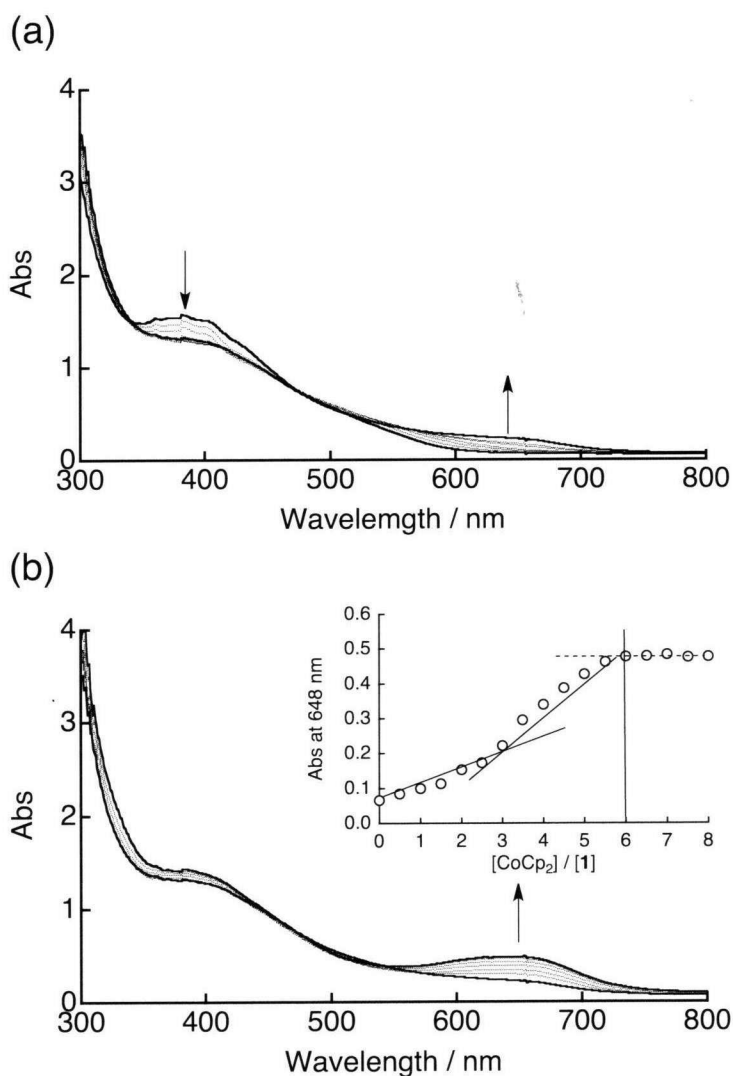 (a)
4
3
2
1
0
Abs
300 400 500 600 700 800
Wavelemgth / nm
(b)
4
3
2
1
0
Abs
0.6
0.5
0.4
0.3
0.2
0.1
0.0
Abs at 648 nm
0 1 2 3 4 5 6 7 8
[CoCp₂] / [1]
300 400 500 600 700 800
Wavelength / nm